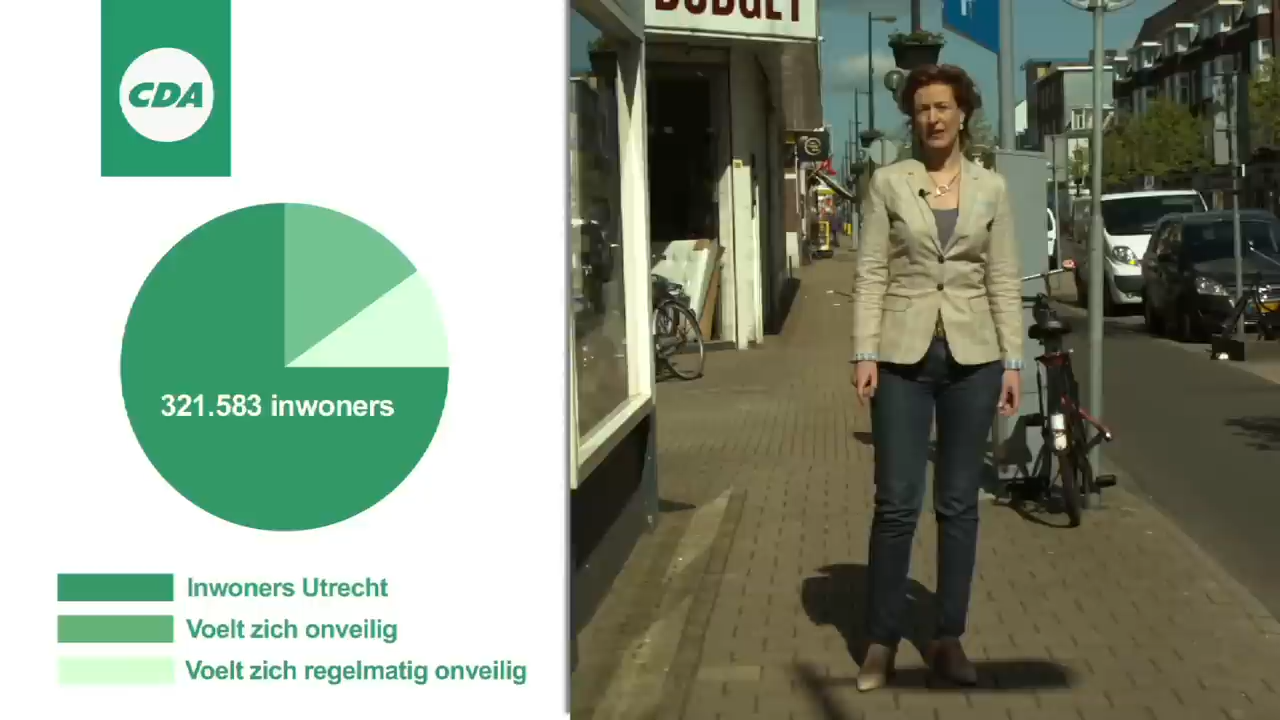 CDA
321.583 inwoners
Inwoners Utrecht
Voelt zich onveilig
Voelt zich regelmatig onveilig
BUDGET